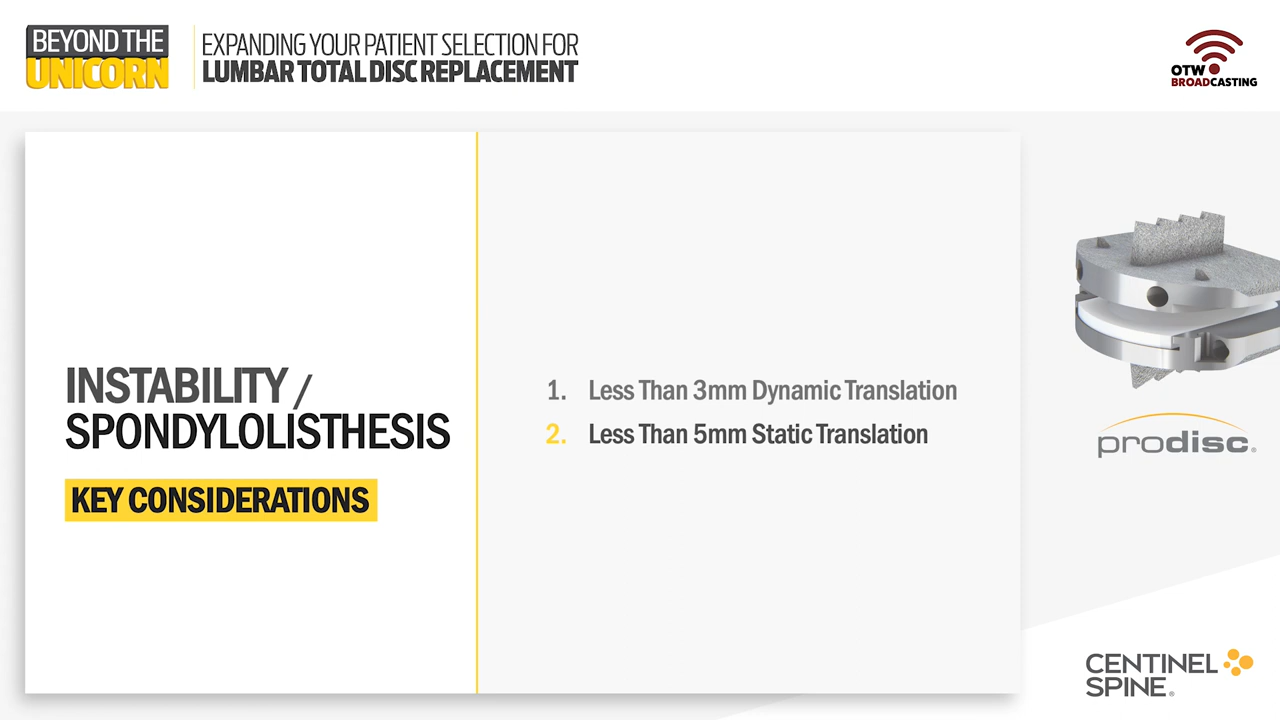 BEYOND THE
UNICORN
EXPANDING YOUR PATIENT SELECTION FOR
LUMBAR TOTAL DISC REPLACEMENT
OTW
BROADCASTING
INSTABILITY /
SPONDYLOLISTHESIS
KEY CONSIDERATIONS
1. Less Than 3mm Dynamic Translation
2. Less Than 5mm Static Translation
prodisc®
CENTINEL
SPINE®